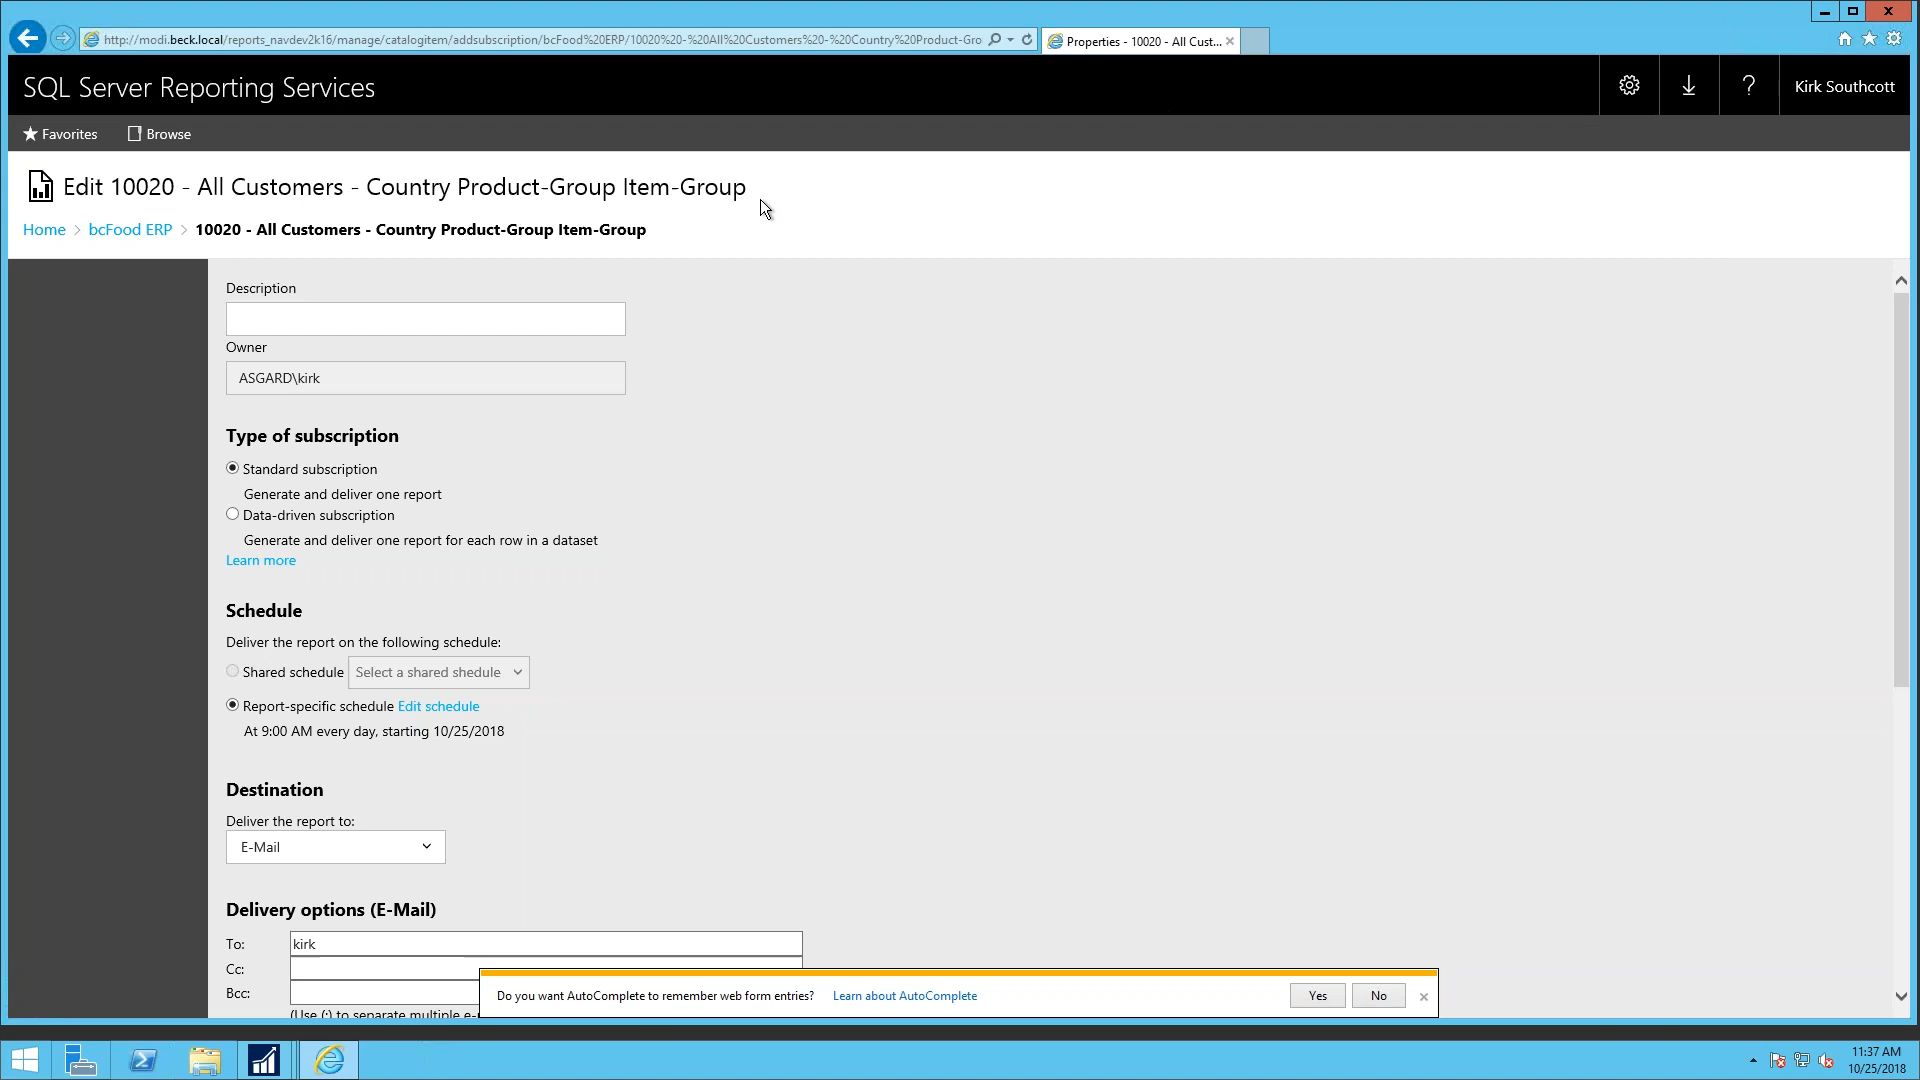 http://modi.beck.local/reports_navdev2k16/manage/catalogitem/addsubscription/bcFood%20ERP/10020%20-%20All%20Customers%20-%20Country%20Product-Gro
Properties - 10020 - All Cust...
SQL Server Reporting Services
?
Kirk Southcott
Favorites
Browse
Edit 10020 - All Customers - Country Product-Group Item-Group
Home > bcFood ERP > 10020 - All Customers - Country Product-Group Item-Group
Description
Owner
ASGARD\kirk
Type of subscription
Standard subscription
Generate and deliver one report
Data-driven subscription
Generate and deliver one report for each row in a dataset
Learn more
Schedule
Deliver the report on the following schedule:
Shared schedule Select a shared shedule
Report-specific schedule Edit schedule
At 9:00 AM every day, starting 10/25/2018
Destination
Deliver the report to:
E-Mail
Delivery options (E-Mail)
To: kirk
Cc:
Bcc:
(Use (;) to separate multiple e-
Do you want AutoComplete to remember web form entries? Learn about AutoComplete Yes No
11:37 AM
10/25/2018